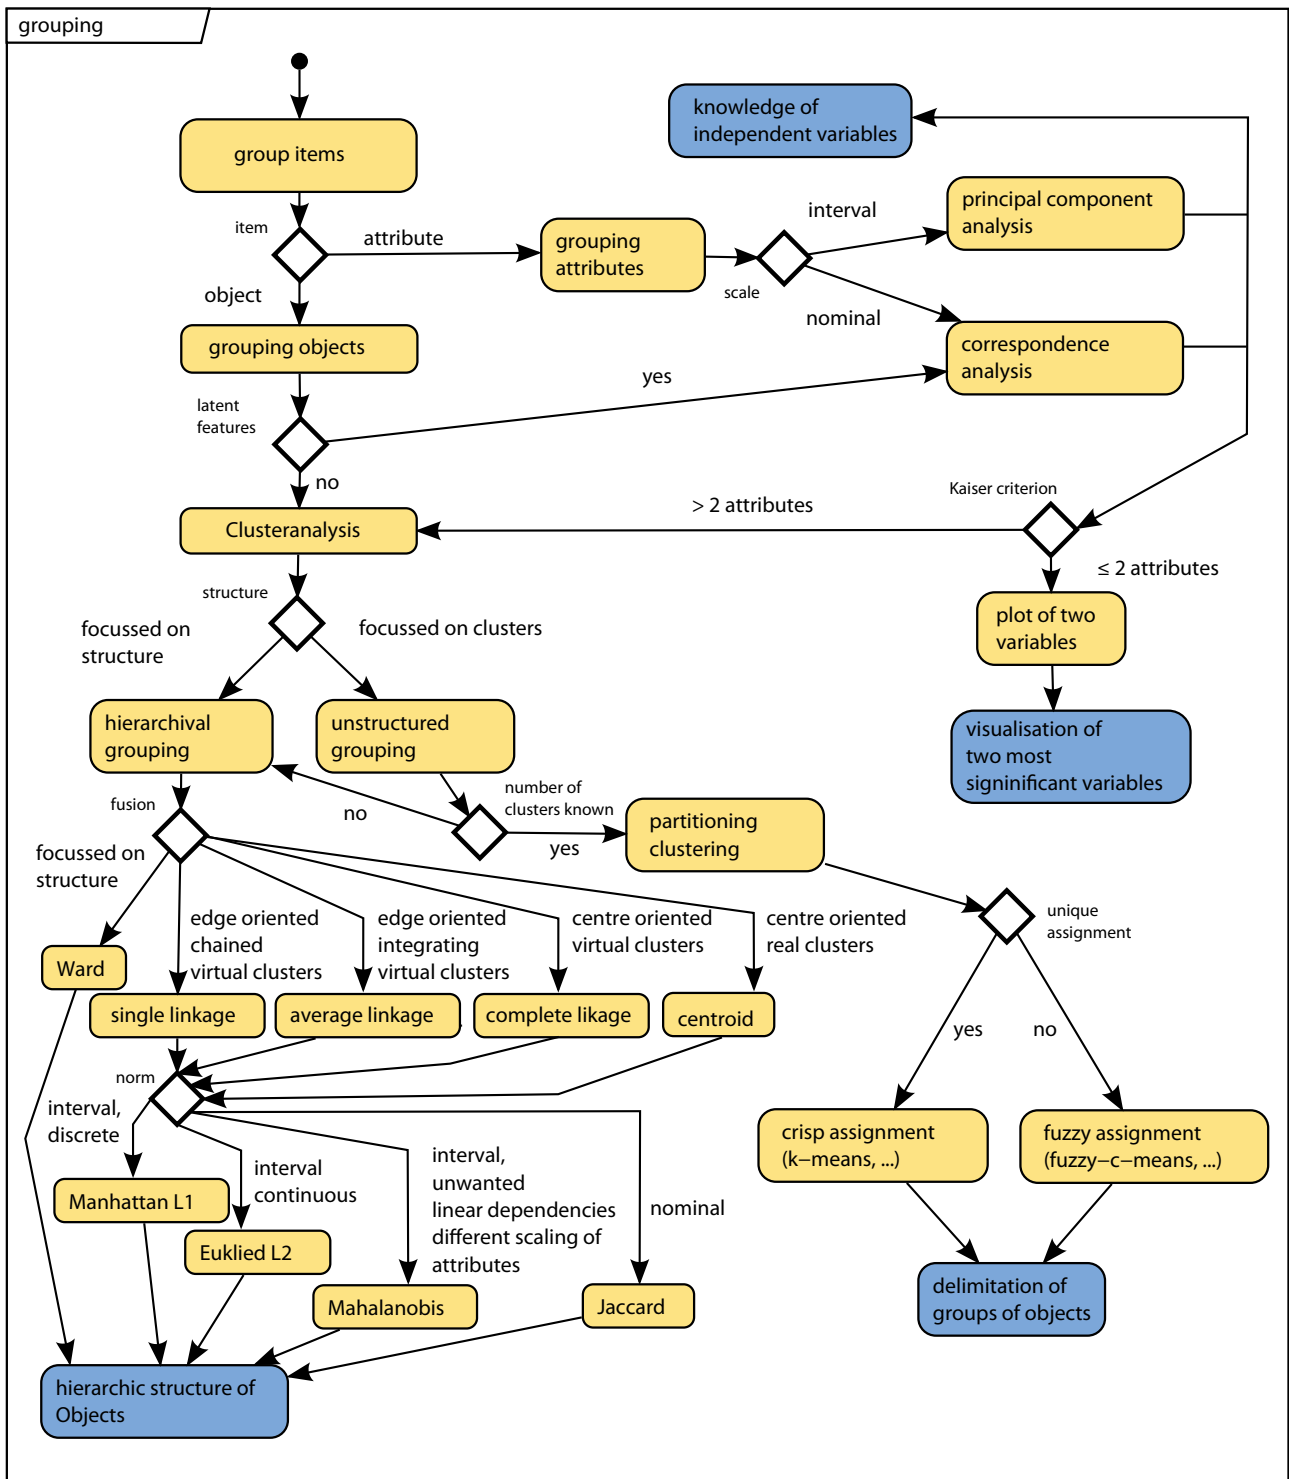 grouping
knowledge of
independent variables
group items
interval
principal component
analysis
item
attribute
grouping
attributes
scale
object
nominal
grouping objects
correspondence
analysis
yes
latent
features
no
> 2 attributes
Kaiser criterion
Clusteranalysis
≤ 2 attributes
structure
focussed on
structure
focussed on clusters
plot of two
variables
hierarchival
grouping
unstructured
grouping
visualisation of
two most
signinificant variables
fusion
no
number of
clusters known
yes
partitioning
clustering
focussed on
structure
edge oriented
chained
virtual clusters
edge oriented
integrating
virtual clusters
centre oriented
virtual clusters
centre oriented
real clusters
unique
assignment
Ward
single linkage
average linkage
complete likage
centroid
yes
no
norm
interval,
discrete
interval
continuous
interval,
unwanted
linear dependencies
different scaling of
attributes
nominal
crisp assignment
(k−means, ...)
fuzzy assignment
(fuzzy−c−means, ...)
Manhattan L1
Euklied L2
Mahalanobis
Jaccard
delimitation of
groups of objects
hierarchic structure of
Objects